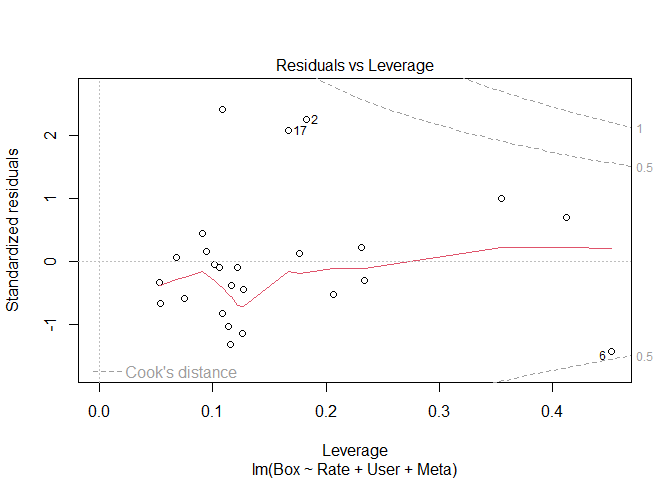 Residuals vs Leverage
Standardized residuals
2
1
0
-1
17
2
6
1
0.5
0.5
Cook's distance
0.0 0.1 0.2 0.3 0.4
Leverage
lm(Box ~ Rate + User + Meta)